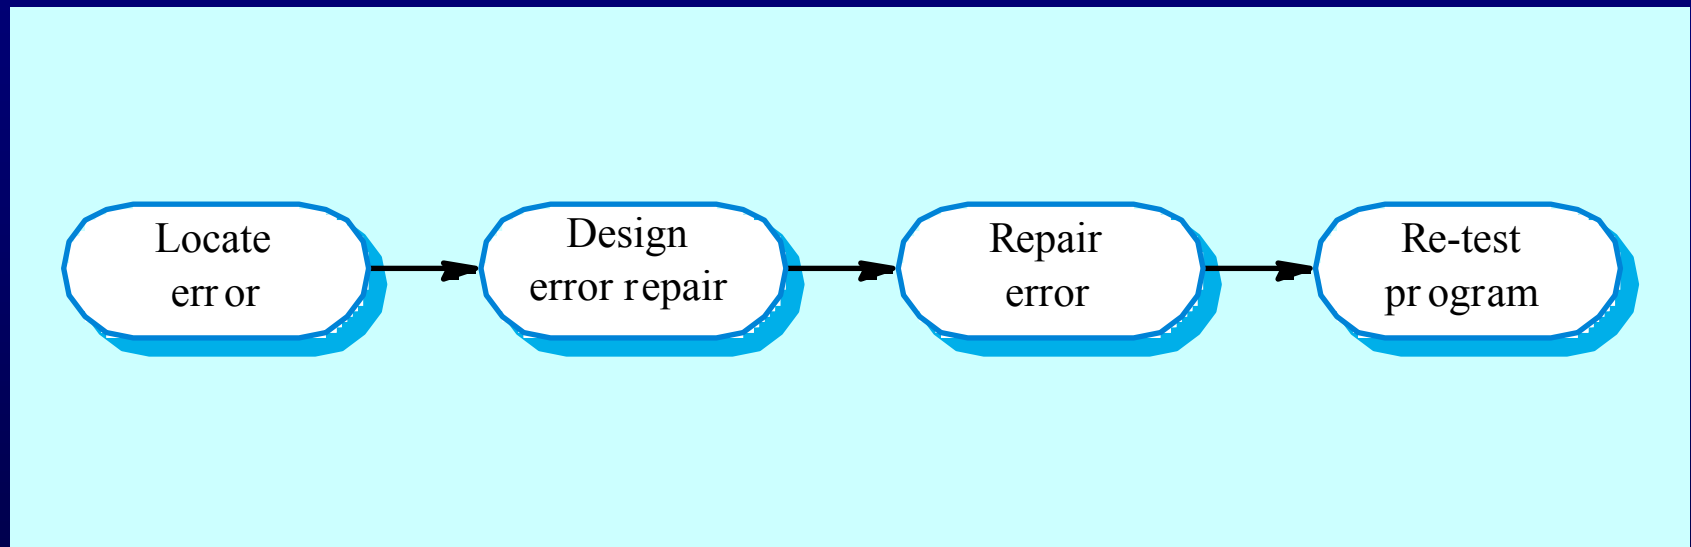 Locate
error
Design
error repair
Repair
error
Re-test
program